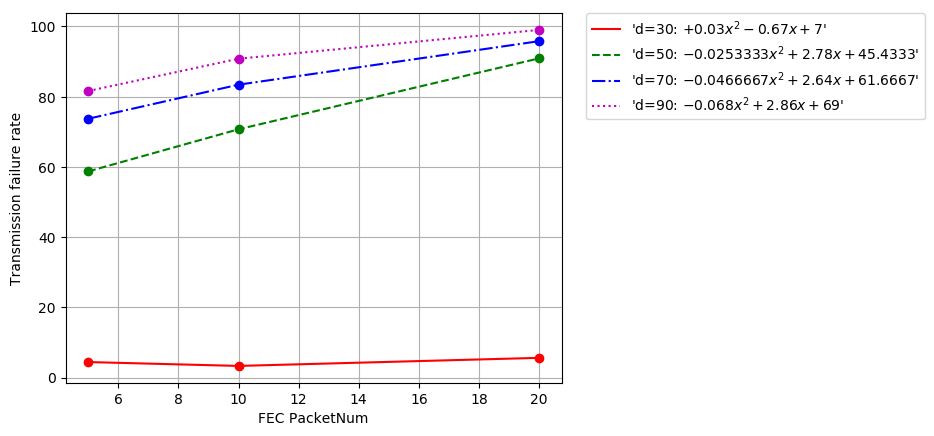 100
80
60
40
20
0
Transmission failure rate
6 8 10 12 14 16 18 20
FEC PacketNum
'd=30: +0.03x² − 0.67x + 7'
'd=50: −0.0253333x² + 2.78x + 45.4333'
'd=70: −0.0466667x² + 2.64x + 61.6667'
'd=90: −0.068x² + 2.86x + 69'